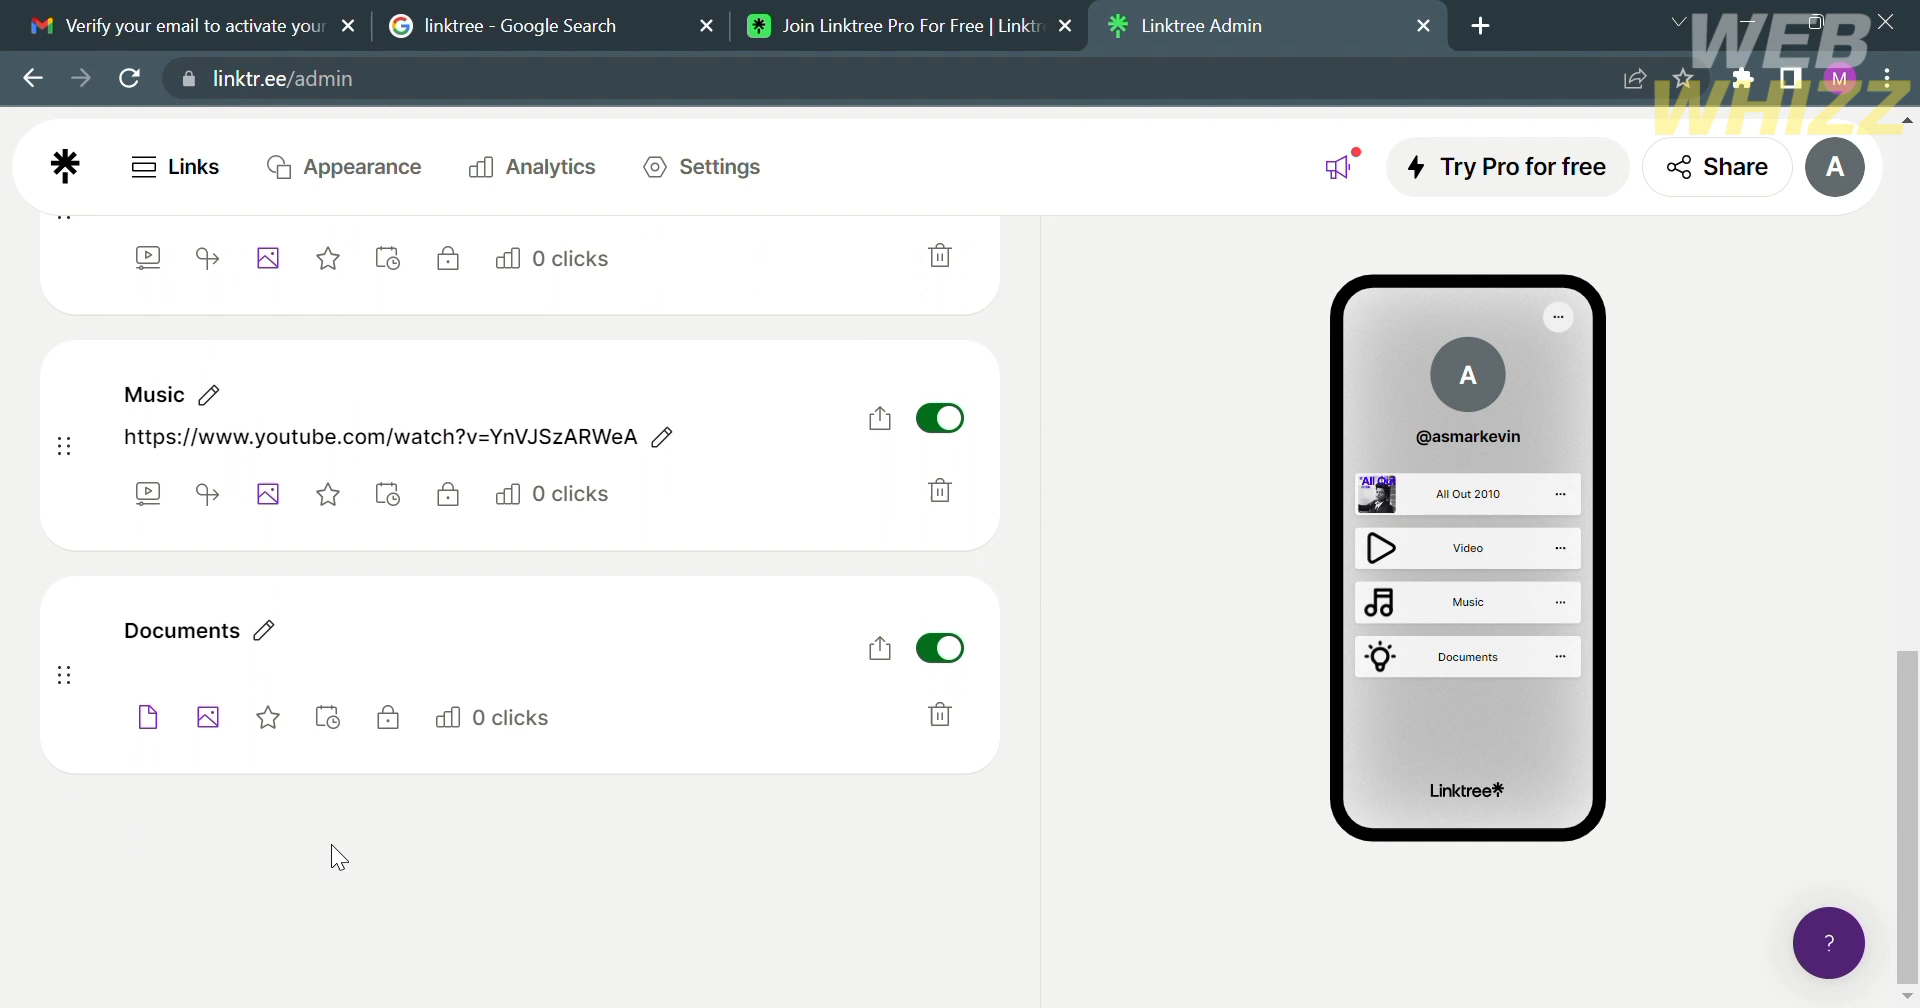 Verify your email to activate your
linktree - Google Search
Join Linktree Pro For Free | Linktr
Linktree Admin
WEB
WHIZZ
linktr.ee/admin
M
Links
Appearance
Analytics
Settings
Try Pro for free
Share
A
0 clicks
Music
https://www.youtube.com/watch?v=YnVJSzARWeA
0 clicks
Documents
0 clicks
A
@asmarkevin
"All Out
All Out 2010
Video
Music
Documents
Linktree
?